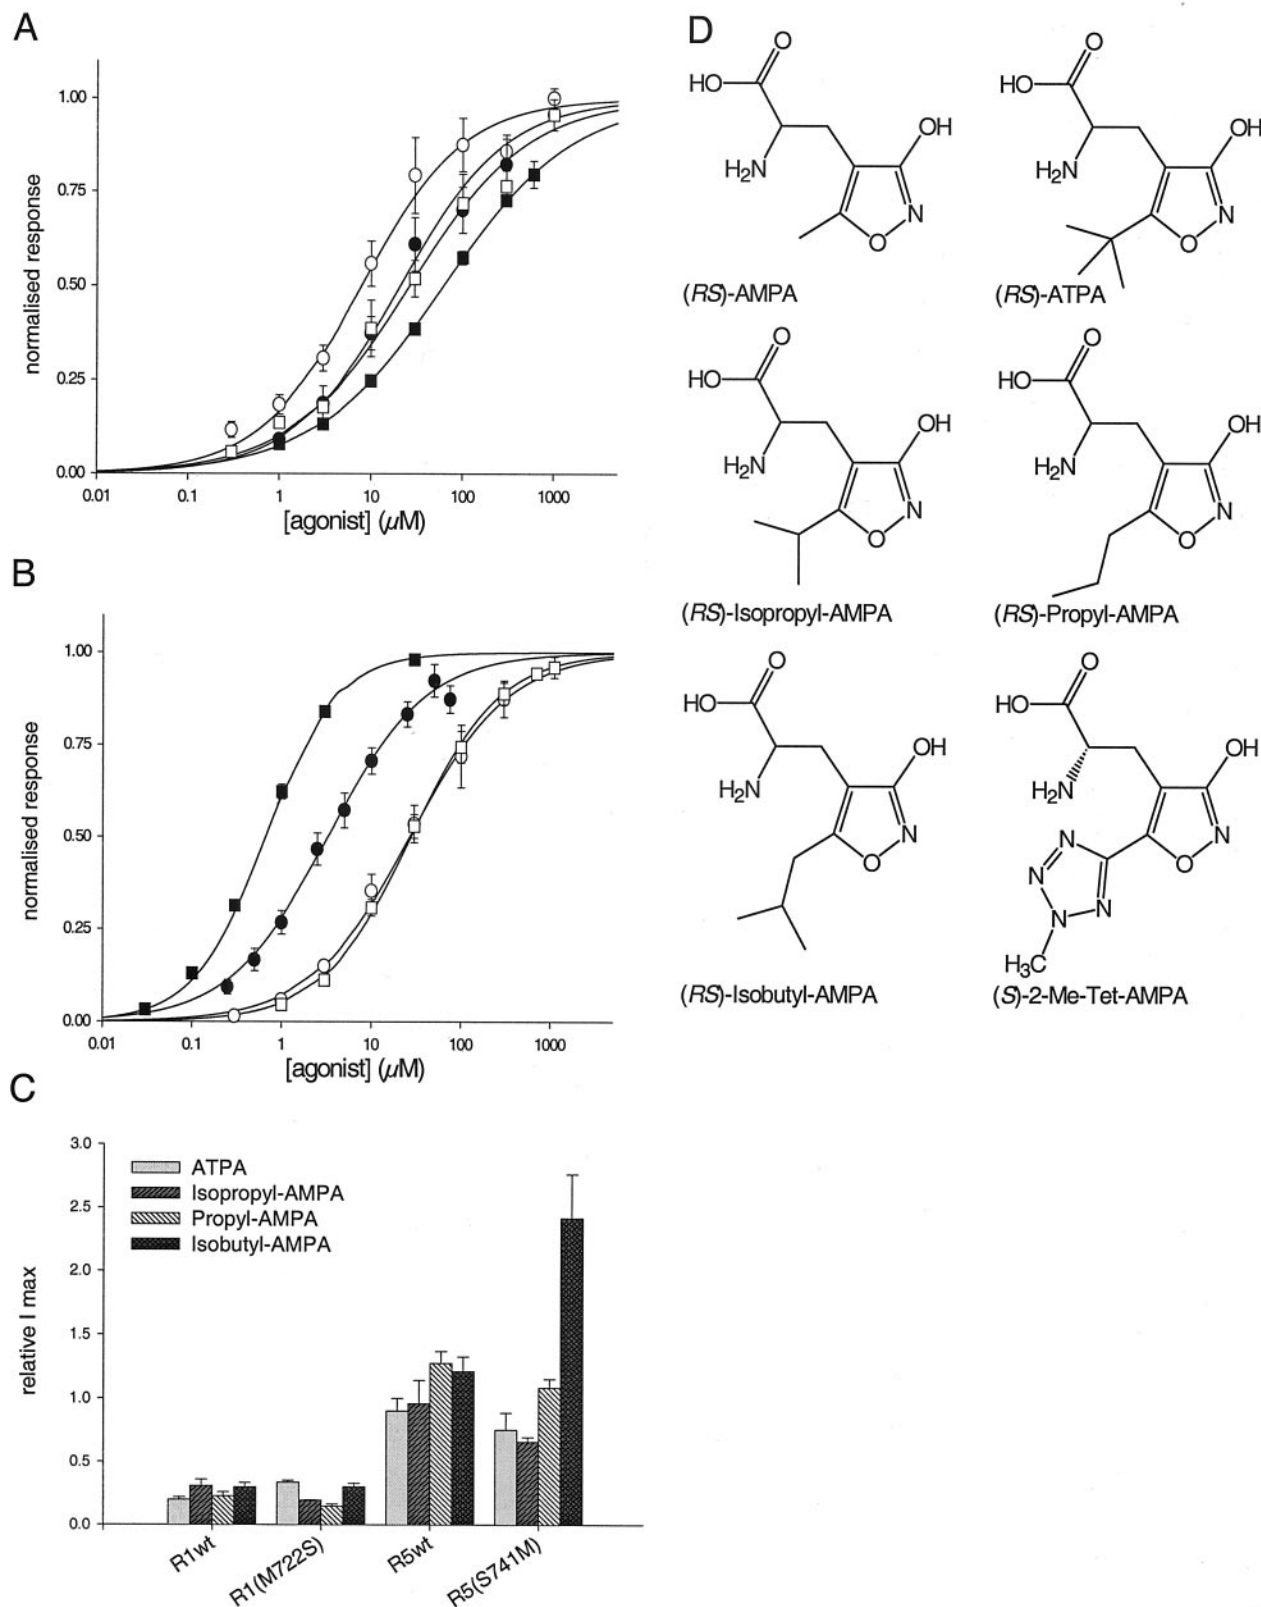 A
normalised response
1.00
0.75
0.50
0.25
0.00
0.01
0.1
1
10
100
1000
[agonist] (µM)
B
normalised response
1.00
0.75
0.50
0.25
0.00
0.01
0.1
1
10
100
1000
[agonist] (µM)
C
relative I max
3.0
2.5
2.0
1.5
1.0
0.5
0.0
ATPA
Isopropyl-AMPA
Propyl-AMPA
Isobutyl-AMPA
R1wt
R1(M722S)
R5wt
R5(S741M)
D
O
HO
OH
H2N
N
O
(RS)-AMPA
O
HO
OH
H2N
N
O
(RS)-ATPA
O
HO
OH
H2N
N
O
(RS)-Isopropyl-AMPA
O
HO
OH
H2N
N
O
(RS)-Propyl-AMPA
O
HO
OH
H2N
N
O
(RS)-Isobutyl-AMPA
O
HO
OH
H2N
N
N
O
N
N
N
H3C
(S)-2-Me-Tet-AMPA